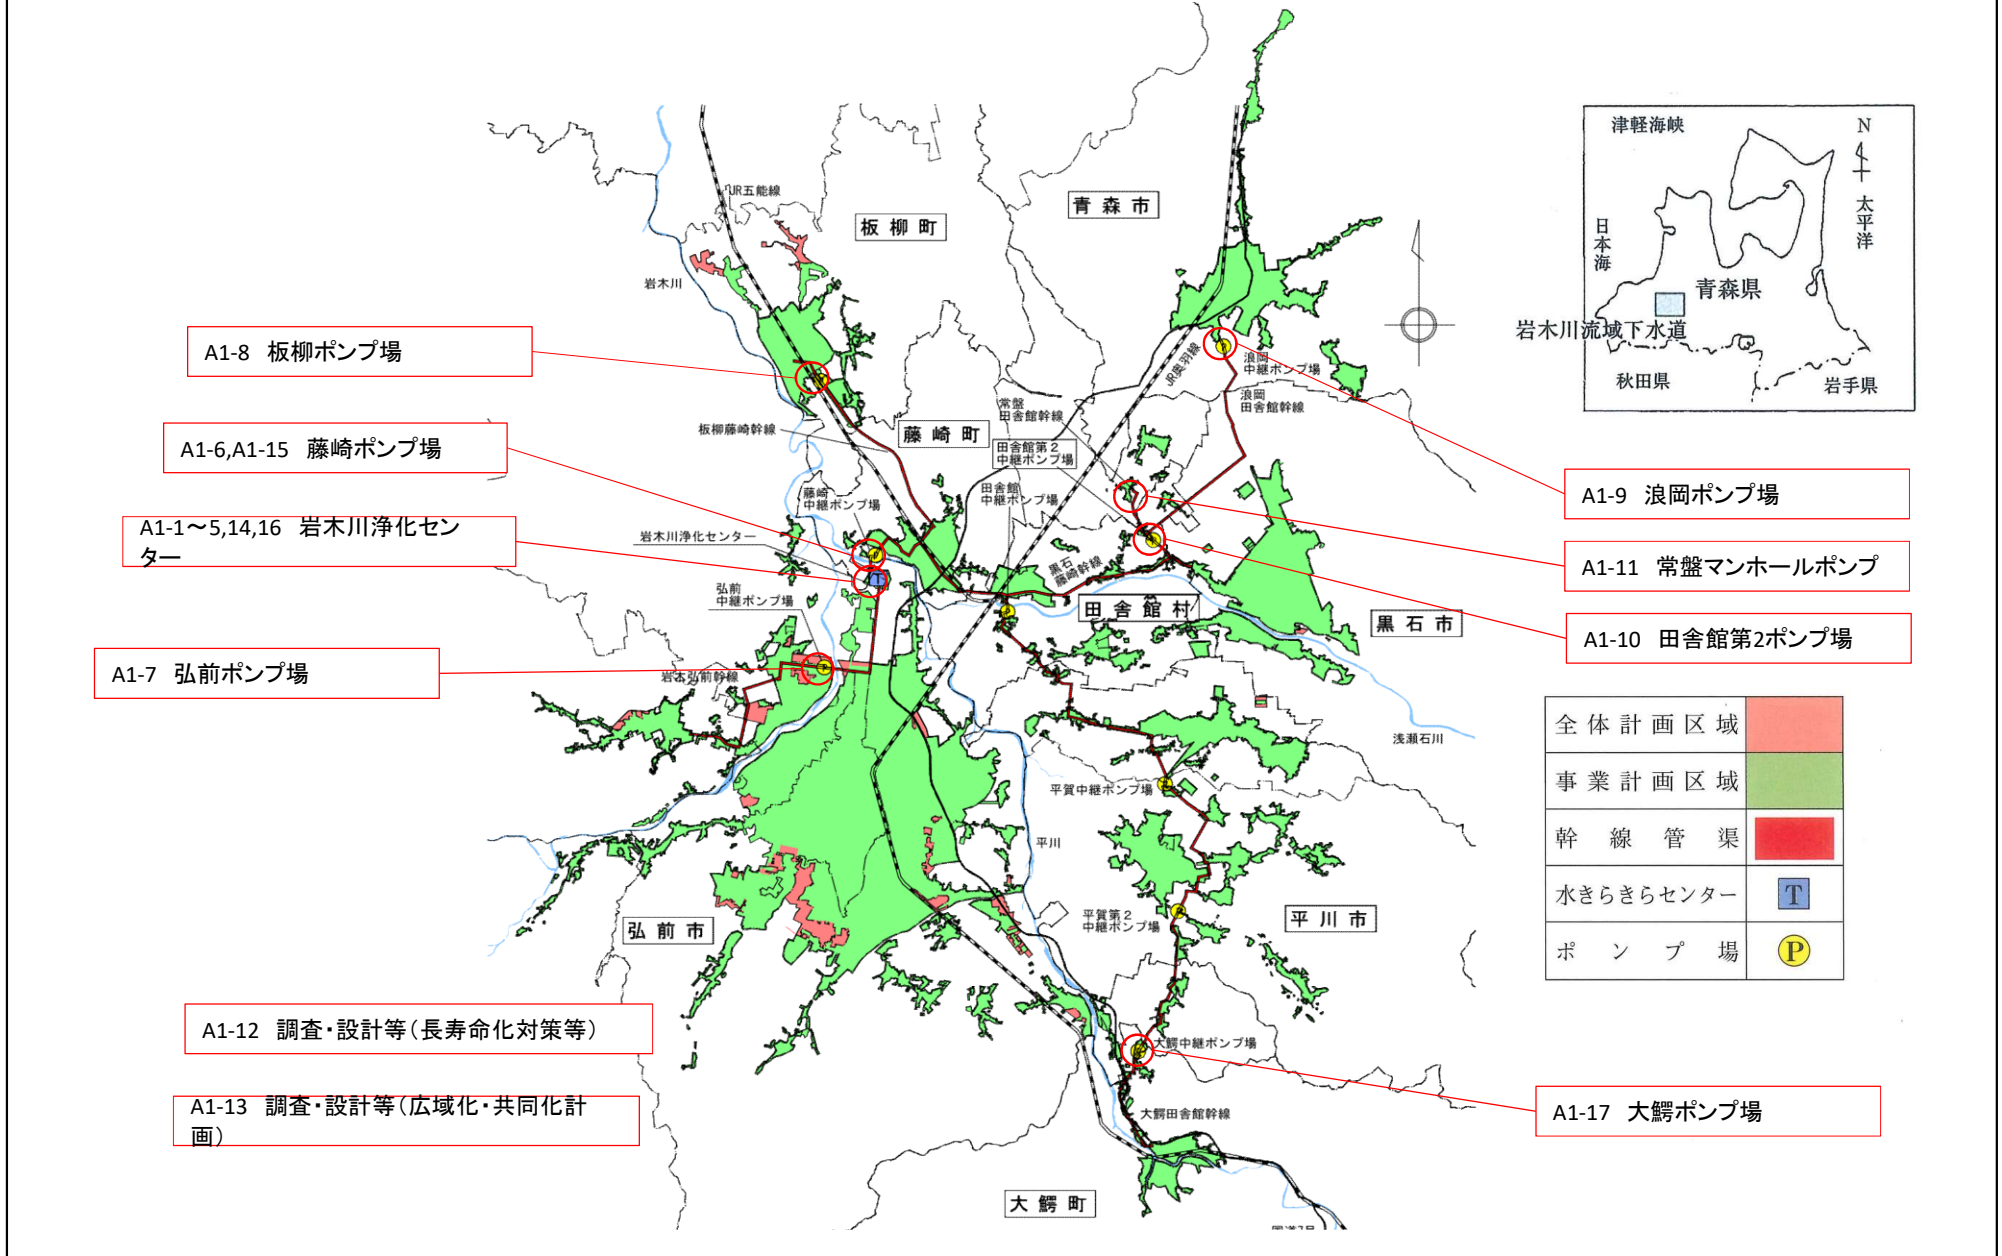 A1-8 板柳ポンプ場
A1-6,A1-15 藤崎ポンプ場
A1-1～5,14,16 岩木川浄化セン
ター
A1-7 弘前ポンプ場
A1-12 調査・設計等（長寿命化対策等）
A1-13 調査・設計等（広域化・共同化計
画）
JR五能線
板柳町
青森市
岩木川
板柳藤崎幹線
藤崎町
常盤
田舎館幹線
田舎館第2
中継ポンプ場
田舎館
中継ポンプ場
JR奥羽線
浪岡
中継ポンプ場
浪岡
田舎館幹線
藤崎
中継ポンプ場
岩木川浄化センター
T
弘前
中継ポンプ場
黒石
藤崎幹線
田舎館村
黒石市
岩木弘前幹線
浅瀬石川
平賀中継ポンプ場
平川
弘前市
平賀第2
中継ポンプ場
平川市
大鰐中継ポンプ場
大鰐田舎館幹線
大鰐町
津軽海峡
N
太平洋
日本海
青森県
岩木川流域下水道
秋田県
岩手県
A1-9 浪岡ポンプ場
A1-11 常盤マンホールポンプ
A1-10 田舎館第2ポンプ場
全体計画区域
事業計画区域
幹線管渠
水きらきらセンター T
ポンプ場 P
A1-17 大鰐ポンプ場